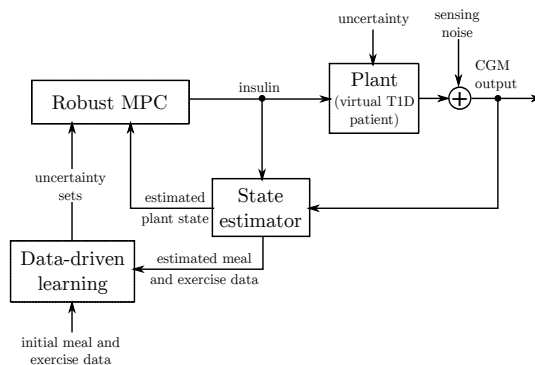 uncertainty
sensing
noise
Robust MPC
insulin
Plant
(virtual T1D
patient)
CGM
output
uncertainty
sets
estimated
plant state
State
estimator
Data-driven
learning
estimated meal
and exercise data
initial meal and
exercise data